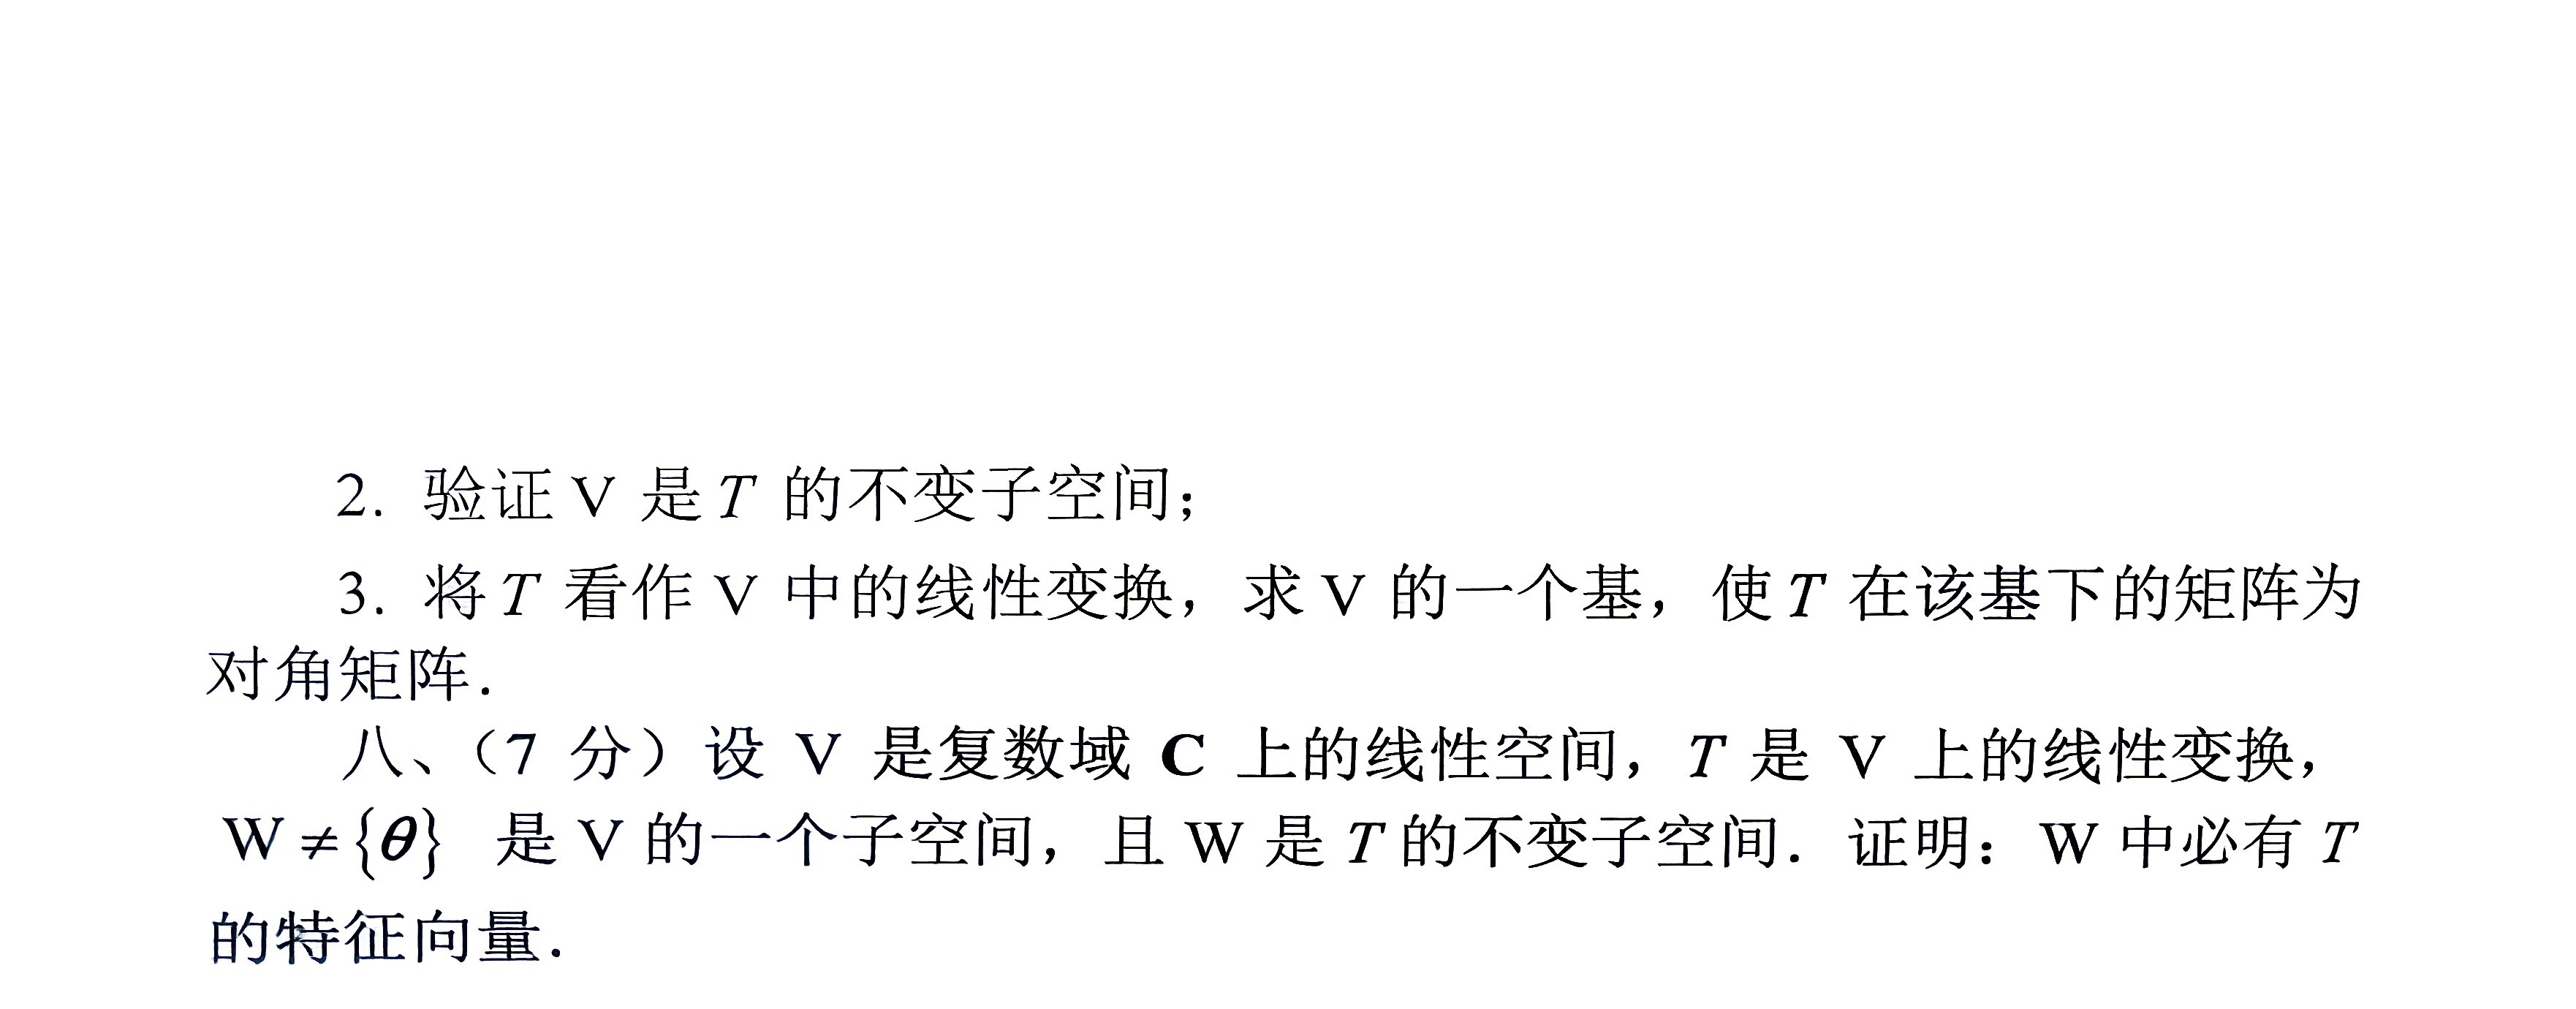 2. 验证 V 是 T 的不变子空间;
3. 将 T 看作 V 中的线性变换，求 V 的一个基，使 T 在该基下的矩阵为
对角矩阵.
八、（7 分）设 V 是复数域 C 上的线性空间，T 是 V 上的线性变换，
W≠{θ} 是 V 的一个子空间，且 W 是 T 的不变子空间．证明：W 中必有 T
的特征向量．